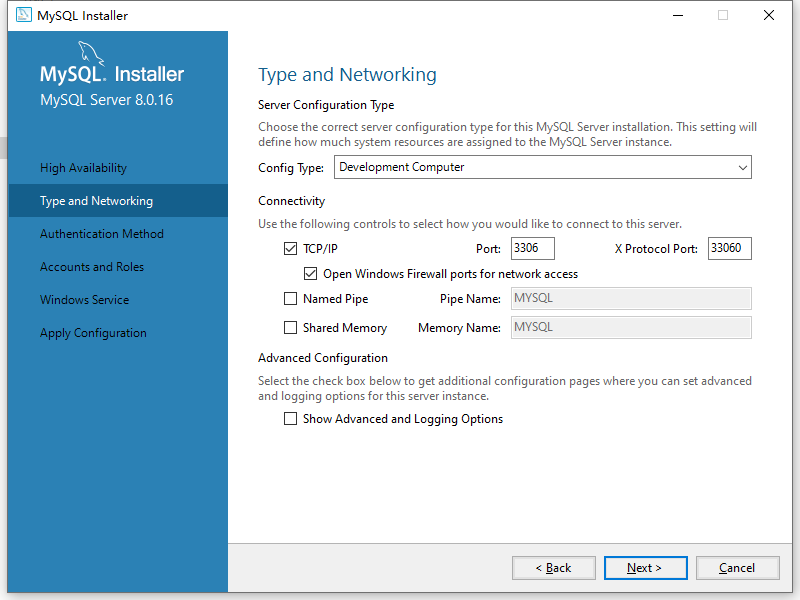 MySQL Installer
MySQL. Installer
MySQL Server 8.0.16
High Availability
Type and Networking
Authentication Method
Accounts and Roles
Windows Service
Apply Configuration
Type and Networking
Server Configuration Type
Choose the correct server configuration type for this MySQL Server installation. This setting will
define how much system resources are assigned to the MySQL Server instance.
Config Type: Development Computer
Connectivity
Use the following controls to select how you would like to connect to this server.
TCP/IP Port: 3306 X Protocol Port: 33060
Open Windows Firewall ports for network access
Named Pipe Pipe Name: MYSQL
Shared Memory Memory Name: MYSQL
Advanced Configuration
Select the check box below to get additional configuration pages where you can set advanced
and logging options for this server instance.
Show Advanced and Logging Options
< Back Next > Cancel